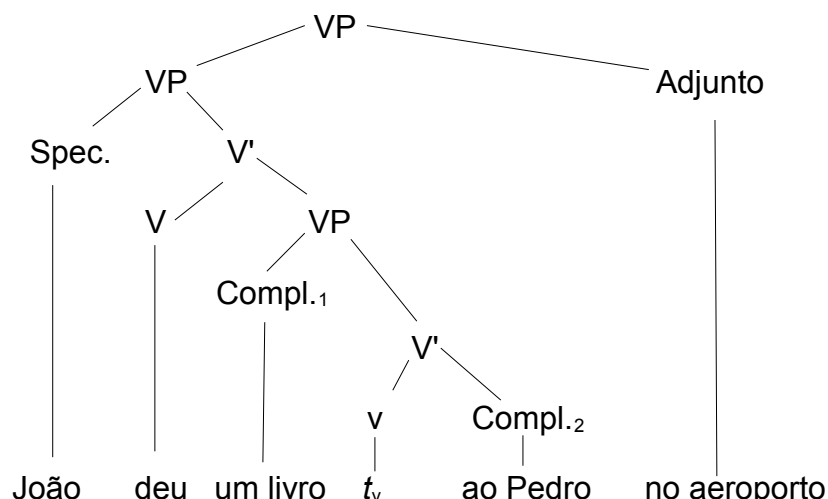 VP
VP Adjunto
Spec. V'
V VP
Compl.1
V'
v Compl.2
João deu um livro tv ao Pedro no aeroporto